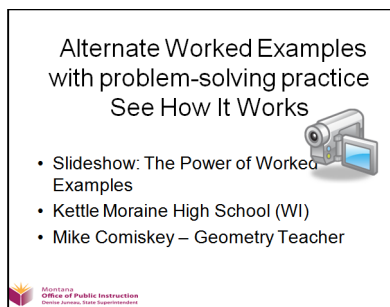 Alternate Worked Examples
with problem-solving practice
See How It Works
• Slideshow: The Power of Worked
Examples
• Kettle Moraine High School (WI)
• Mike Comiskey – Geometry Teacher
Montana
Office of Public Instruction
Denise Juneau, State Superintendent